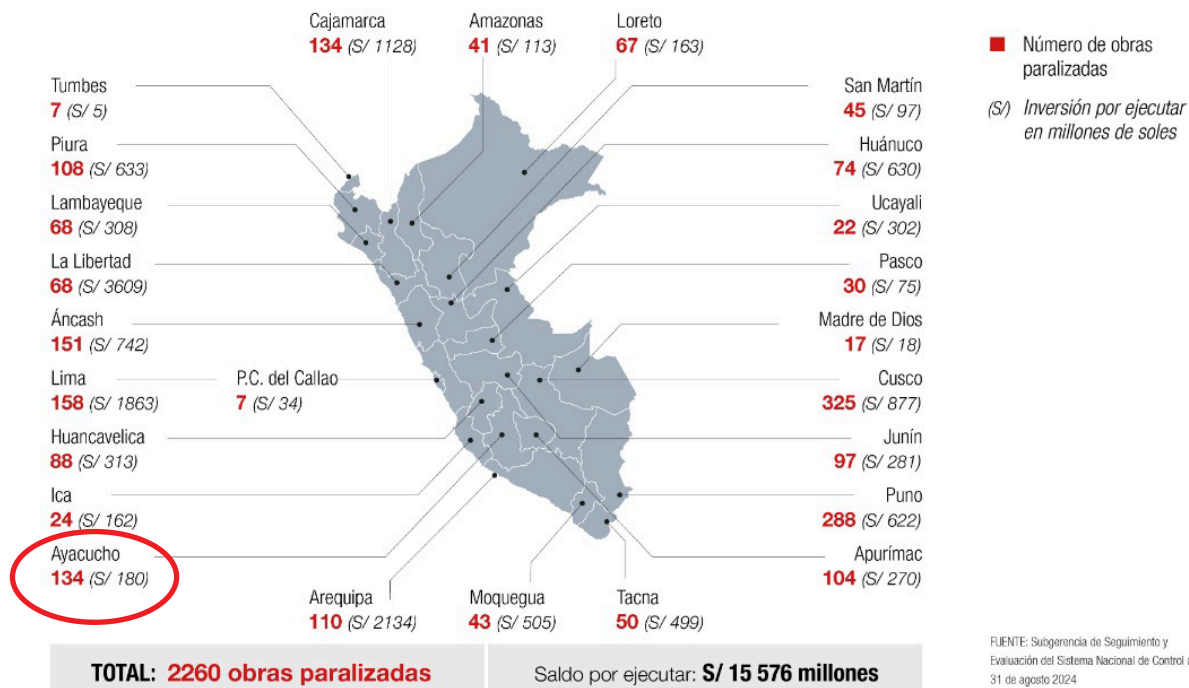 Cajamarca
134 (S/ 1128)
Amazonas
41 (S/ 113)
Loreto
67 (S/ 163)
Número de obras
paralizadas
(S/) Inversión por ejecutar
en millones de soles
Tumbes
7 (S/ 5)
Piura
108 (S/ 633)
Lambayeque
68 (S/ 308)
La Libertad
68 (S/ 3609)
Áncash
151 (S/ 742)
Lima
158 (S/ 1863)
P.C. del Callao
7 (S/ 34)
Huancavelica
88 (S/ 313)
Ica
24 (S/ 162)
Ayacucho
134 (S/ 180)
San Martín
45 (S/ 97)
Huánuco
74 (S/ 630)
Ucayali
22 (S/ 302)
Pasco
30 (S/ 75)
Madre de Dios
17 (S/ 18)
Cusco
325 (S/ 877)
Junín
97 (S/ 281)
Puno
288 (S/ 622)
Apurímac
104 (S/ 270)
Arequipa
110 (S/ 2134)
Moquegua
43 (S/ 505)
Tacna
50 (S/ 499)
TOTAL: 2260 obras paralizadas
Saldo por ejecutar: S/ 15 576 millones
FUENTE: Subgerencia de Seguimiento y
Evaluación del Sistema Nacional de Control
31 de agosto 2024